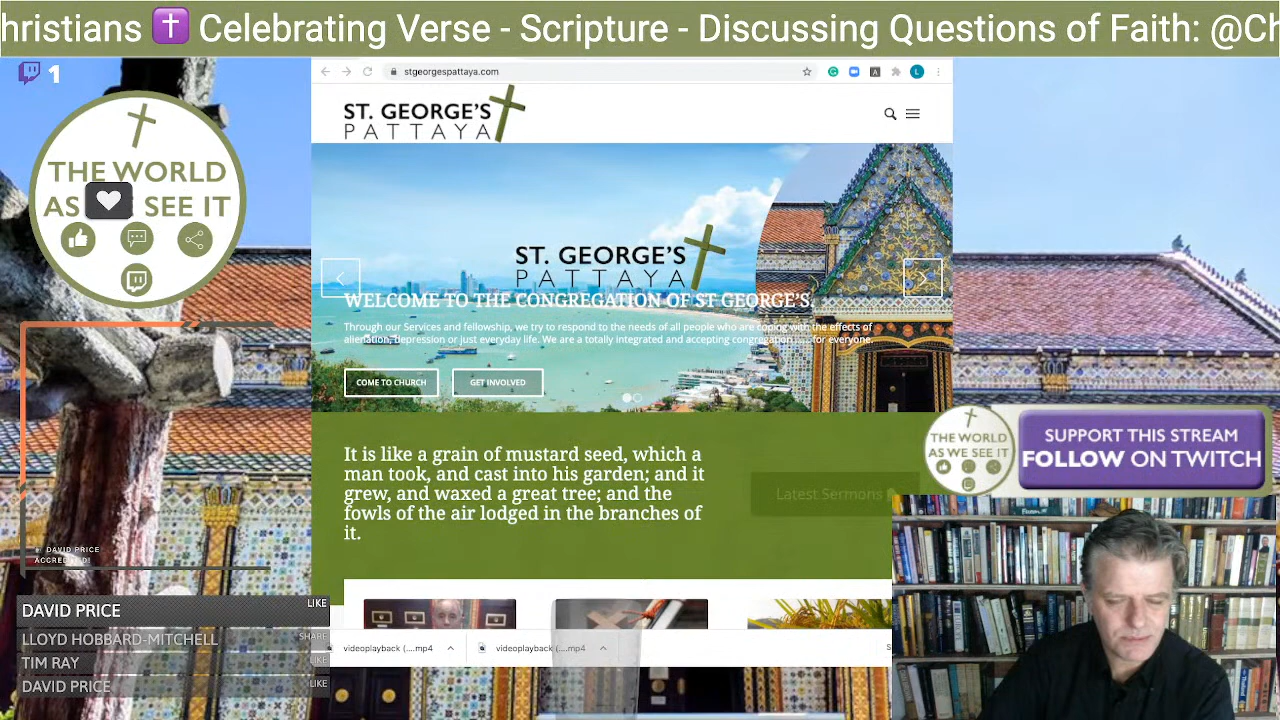 hristians ✝️ Celebrating Verse - Scripture - Discussing Questions of Faith: @Ch
1
THE WORLD
AS SEE IT
stgeorgespattaya.com
ST. GEORGE'S
PATTAYA
ST. GEORGE'S
PATTAYA
WELCOME TO THE CONGREGATION OF ST GEORGE'S.
Through our Services and fellowship, we try to respond to the needs of all people who are coping with the effects of
alienation, depression or just everyday life. We are a totally integrated and accepting congregation ..... for everyone.
COME TO CHURCH
GET INVOLVED
It is like a grain of mustard seed, which a
man took, and cast into his garden; and it
grew, and waxed a great tree; and the
fowls of the air lodged in the branches of
it.
Latest Sermons
THE WORLD
AS WE SEE IT
SUPPORT THIS STREAM
FOLLOW ON TWITCH
DAVID PRICE
DAVID PRICE LIKE
LLOYD HOBBARD-MITCHELL SHARE
TIM RAY LIKE
DAVID PRICE LIKE
videoplayback (....mp4
videoplayback (....mp4
S